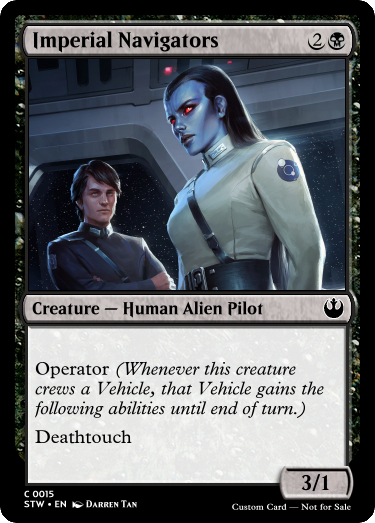 Imperial Navigators 2
Creature — Human Alien Pilot
Operator (Whenever this creature
crews a Vehicle, that Vehicle gains the
following abilities until end of turn.)
Deathtouch
3/1
C 0015
STW • EN Darren Tan
Custom Card — Not for Sale